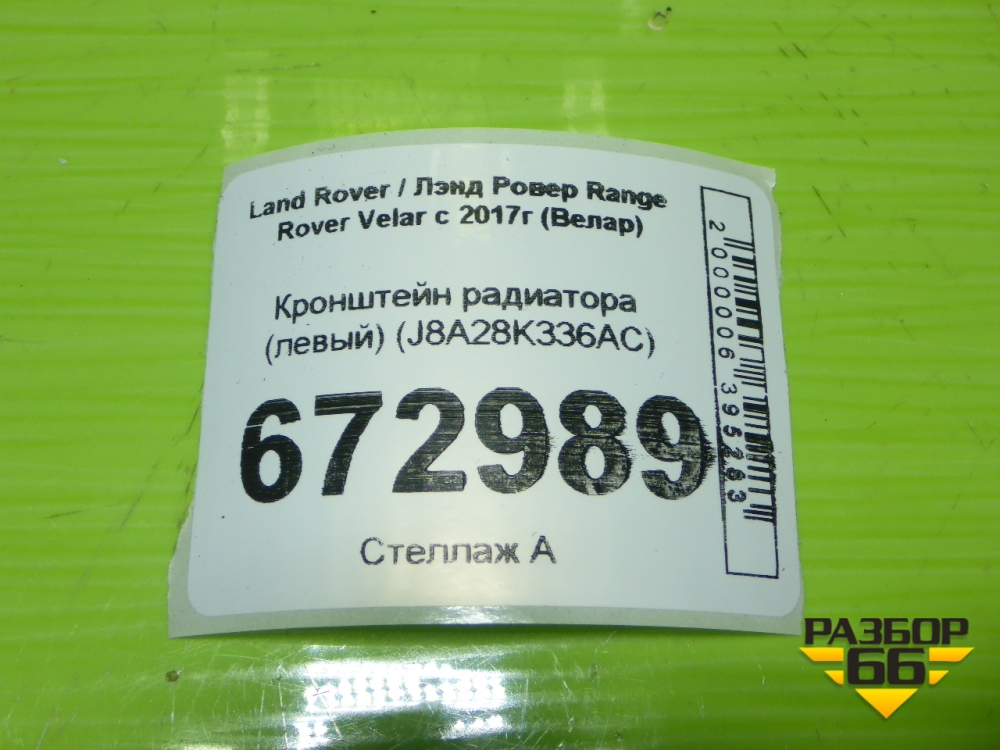 Land Rover / Лэнд Ровер Range
Rover Velar с 2017г (Велар)
Кронштейн радиатора
(левый) (J8A28K336AC)
672989
Стеллаж А
2000006395283
РАЗБОР
66